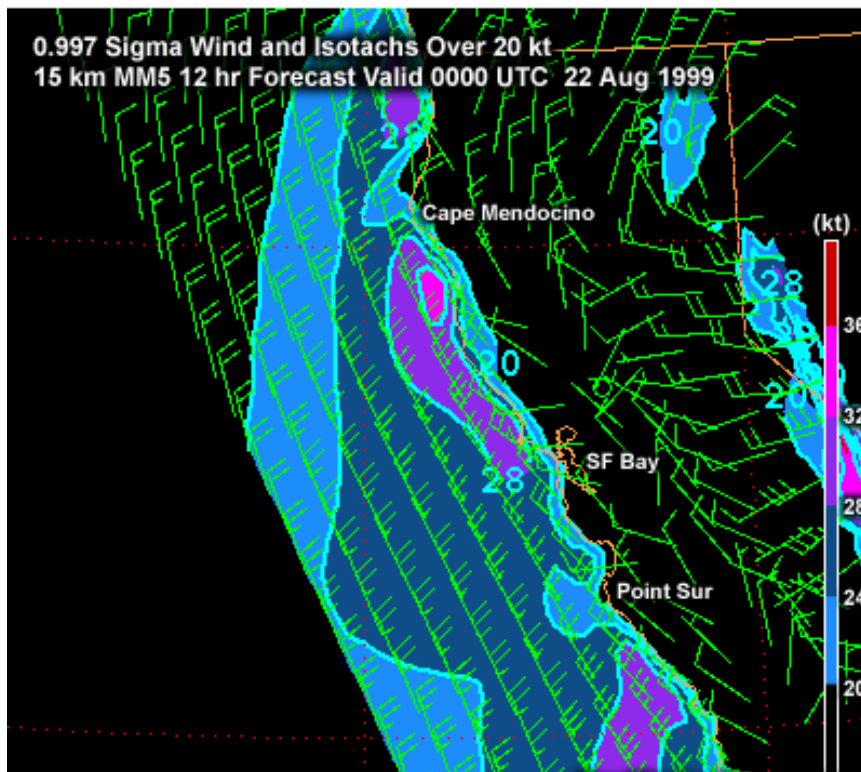 0.997 Sigma Wind and Isotachs Over 20 kt
15 km MM5 12 hr Forecast Valid 0000 UTC 22 Aug 1999
20
Cape Mendocino
(kt)
28
36
20
20
32
SF Bay
28
28
Point Sur
24
20